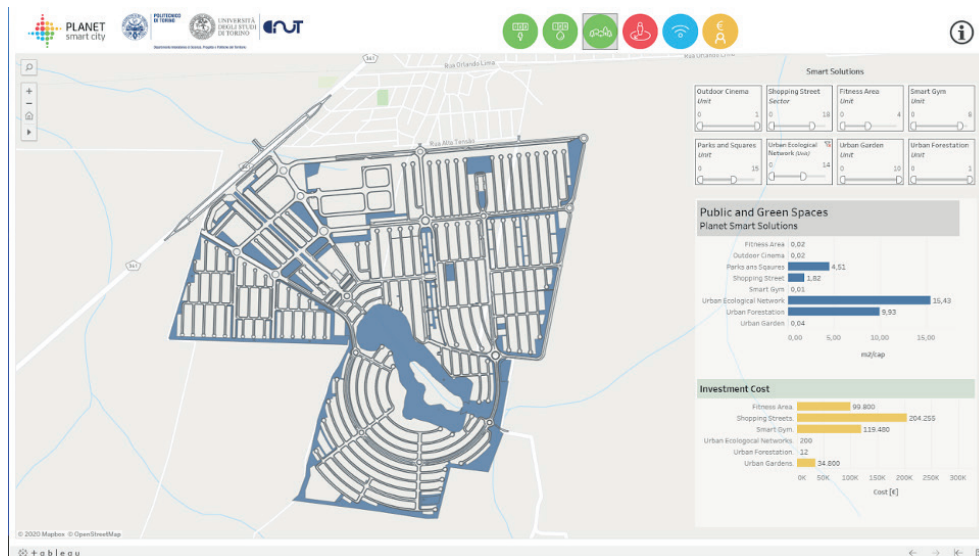 PLANET
smart city
POLITECNICO
DI TORINO
UNIVERSITÀ
DEGLI STUDI
DI TORINO
Smart Solutions
Outdoor Cinema
Unit
0 1
Shopping Street
Sector
0 18
Fitness Area
Unit
0 4
Smart Gym
Unit
0 6
Parks and Squares
Unit
0 15
Urban Ecological
Network (Unit)
0 14
Urban Garden
Unit
0 10
Urban Forestation
Unit
0 1
Rua Orlando Lima
Public and Green Spaces
Planet Smart Solutions
Fitness Area 0,02
Outdoor Cinema 0,02
Parks ans Sqaures 4,51
Shopping Street 1,82
Smart Gym 0,01
Urban Ecological Network 15,43
Urban Forestation 9,93
Urban Garden 0,04
0,00 5,00 10,00 15,00
m2/cap
Investment Cost
Fitness Area. 99.800
Shopping Streets. 204.255
Smart Gym. 119.480
Urban Ecologocal Networks. 200
Urban Forestation. 12
Urban Gardens. 34.800
0K 50K 100K 150K 200K 250K 300K
Cost [€]
© 2020 Mapbox © OpenStreetMap
+ableau